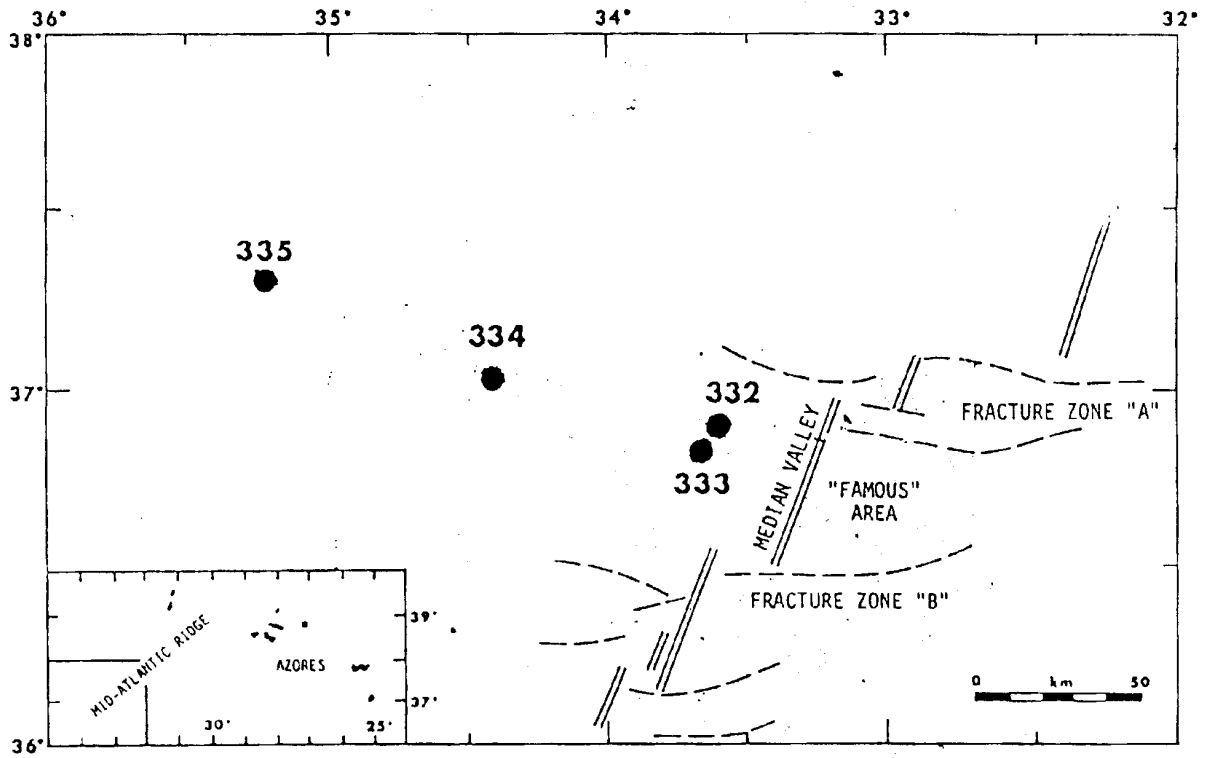 36° 35° 34° 33° 32°
38°
335
334
37°
332
333
FRACTURE ZONE "A"
MEDIAN VALLEY
"FAMOUS"
AREA
FRACTURE ZONE "B"
MID-ATLANTIC RIDGE
AZORES
39°
37°
30° 25°
0 km 50
36°